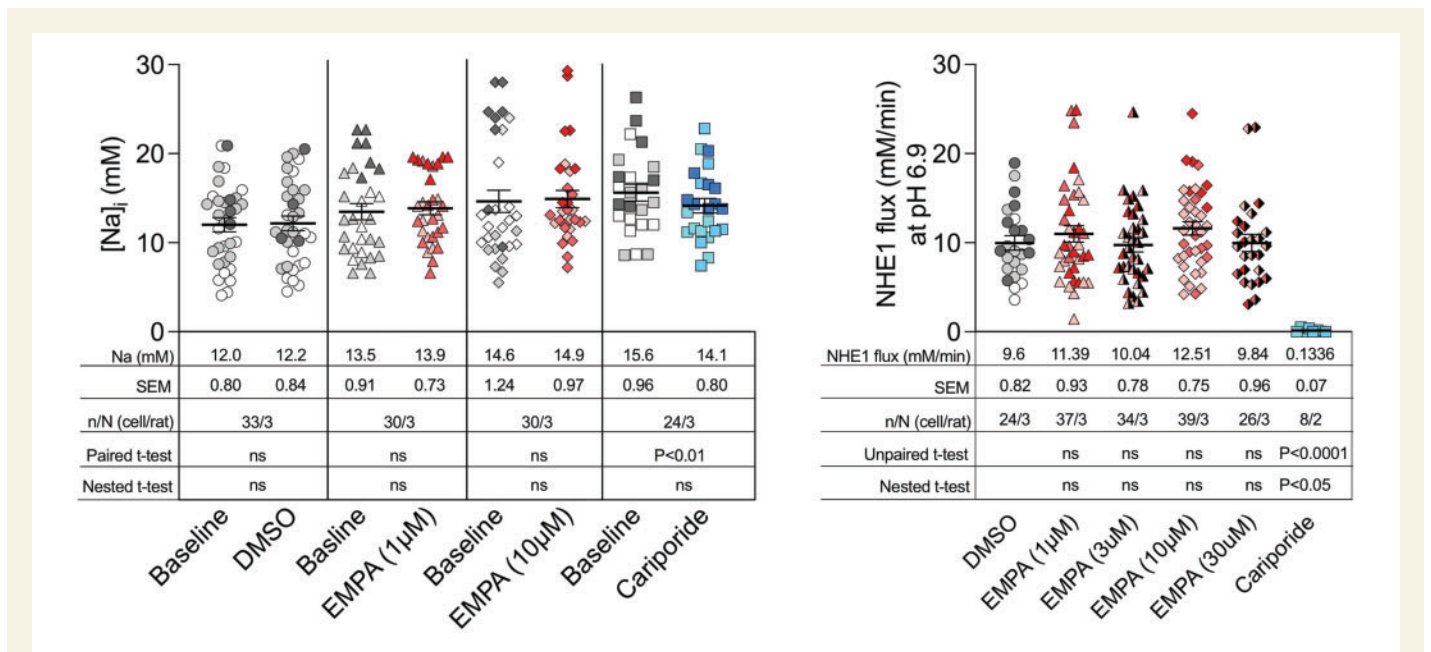 30
20
10
0
[Na]i (mM)
Na (mM) 12.0 12.2 13.5 13.9 14.6 14.9 15.6 14.1
SEM 0.80 0.84 0.91 0.73 1.24 0.97 0.96 0.80
n/N (cell/rat) 33/3 30/3 30/3 24/3
Paired t-test ns ns ns P<0.01
Nested t-test ns ns ns ns
Baseline DMSO Basline EMPA (1µM) Baseline EMPA (10µM) Baseline Cariporide
30
20
10
0
NHE1 flux (mM/min)
at pH 6.9
NHE1 flux (mM/min) 9.6 11.39 10.04 12.51 9.84 0.1336
SEM 0.82 0.93 0.78 0.75 0.96 0.07
n/N (cell/rat) 24/3 37/3 34/3 39/3 26/3 8/2
Unpaired t-test ns ns ns ns P<0.0001
Nested t-test ns ns ns ns P<0.05
DMSO EMPA (1µM) EMPA (3uM) EMPA (10µM) EMPA (30uM) Cariporide